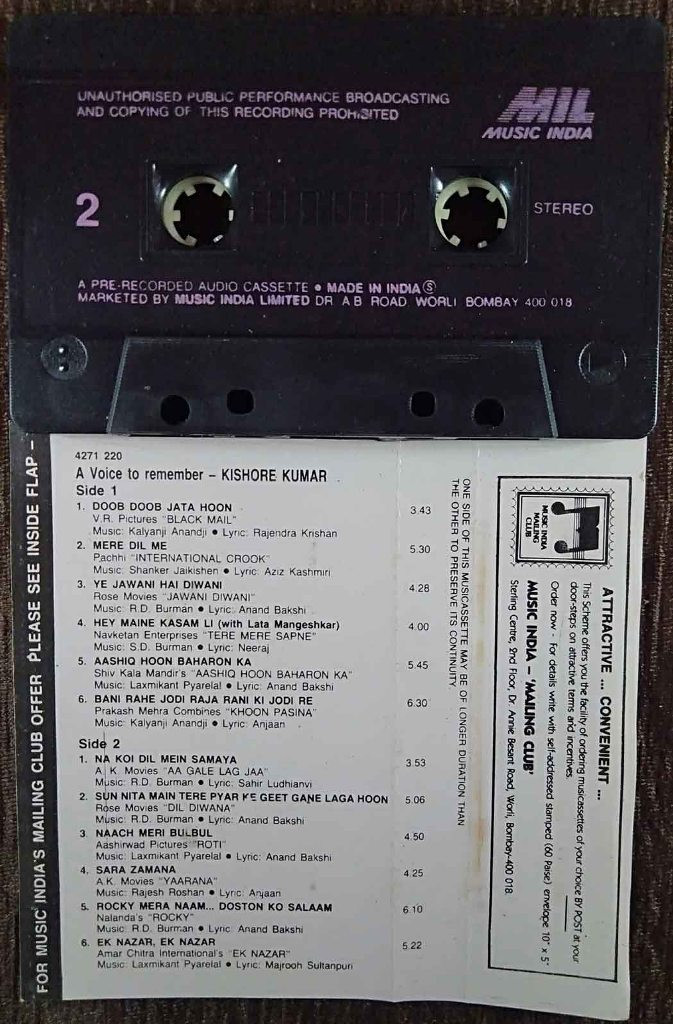 UNAUTHORISED PUBLIC PERFORMANCE BROADCASTING
AND COPYING OF THIS RECORDING PROHIBITED
MIL
MUSIC INDIA
2
STEREO
A PRE-RECORDED AUDIO CASSETTE ● MADE IN INDIA Ⓢ
MARKETED BY MUSIC INDIA LIMITED DR. A.B. ROAD, WORLI, BOMBAY 400 018
4271 220
A Voice to remember – KISHORE KUMAR
Side 1
1. DOOB DOOB JATA HOON 3.43
V.R. Pictures "BLACK MAIL"
Music: Kalyanji Anandji ● Lyric: Rajendra Krishan
2. MERE DIL ME 5.30
Pachhi "INTERNATIONAL CROOK"
Music: Shanker Jaikishen ● Lyric: Aziz Kashmiri
3. YE JAWANI HAI DIWANI 4.28
Rose Movies "JAWANI DIWANI"
Music: R.D. Burman ● Lyric: Anand Bakshi
4. HEY MAINE KASAM LI (with Lata Mangeshkar) 4.00
Navketan Enterprises "TERE MERE SAPNE"
Music: S.D. Burman ● Lyric: Neeraj
5. AASHIQ HOON BAHARON KA 5.45
Shiv Kala Mandir's "AASHIQ HOON BAHARON KA"
Music: Laxmikant Pyarelal ● Lyric: Anand Bakshi
6. BANI RAHE JODI RAJA RANI KI JODI RE 6.30
Prakash Mehra Combines "KHOON PASINA"
Music: Kalyanji Anandji ● Lyric: Anjaan
Side 2
1. NA KOI DIL MEIN SAMAYA 3.53
A.K. Movies "AA GALE LAG JAA"
Music: R.D. Burman ● Lyric: Sahir Ludhianvi
2. SUN NITA MAIN TERE PYAR KE GEET GANE LAGA HOON 5.06
Rose Movies "DIL DIWANA"
Music: R.D. Burman ● Lyric: Anand Bakshi
3. NAACH MERI BULBUL 4.50
Aashirwad Pictures "ROTI"
Music: Laxmikant Pyarelal ● Lyric: Anand Bakshi
4. SARA ZAMANA 4.25
A.K. Movies "YAARANA"
Music: Rajesh Roshan ● Lyric: Anjaan
5. ROCKY MERA NAAM... DOSTON KO SALAAM 6.10
Nalanda's "ROCKY"
Music: R.D. Burman ● Lyric: Anand Bakshi
6. EK NAZAR, EK NAZAR 5.22
Amar Chitra International's "EK NAZAR"
Music: Laxmikant Pyarelal ● Lyric: Majrooh Sultanpuri
ONE SIDE OF THIS MUSICASSETTE MAY BE OF LONGER DURATION THAN
THE OTHER TO PRESERVE ITS CONTINUITY.
MUSIC INDIA
MAILING
CLUB
ATTRACTIVE ... CONVENIENT ...
This Scheme offers you the facility of ordering musicassettes of your choice BY POST at your
door-steps on attractive terms and incentives.
Order now - For details write with self-addressed stamped (60 Paise) envelope 10" x 5"
MUSIC INDIA – 'MAILING CLUB'
Sterling Centre, 2nd Floor, Dr. Annie Besant Road, Worli, Bombay-400 018.
FOR MUSIC INDIA'S MAILING CLUB OFFER PLEASE SEE INSIDE FLAP –